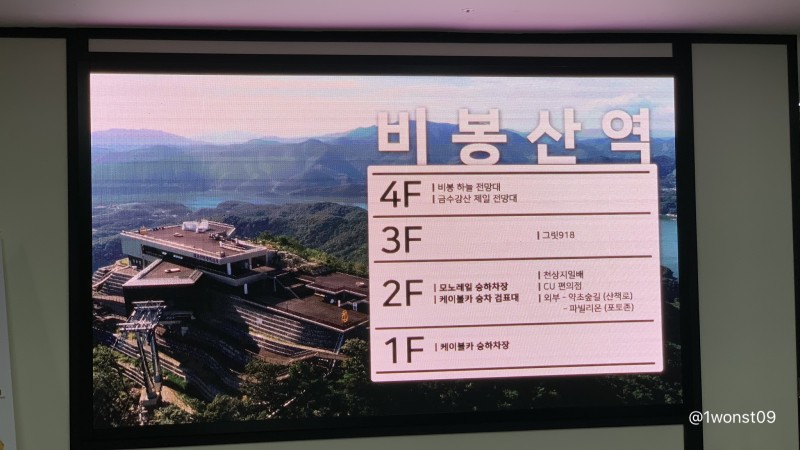 비봉산역
4F
비봉 하늘 전망대
금수강산 제일 전망대
3F
그릿918
2F
모노레일 승하차장
케이블카 승차 검표대
천상지일배
CU 편의점
외부 - 약초숲길 (산책로)
- 파빌리온 (포토존)
1F
케이블카 승하차장
@1wonst09